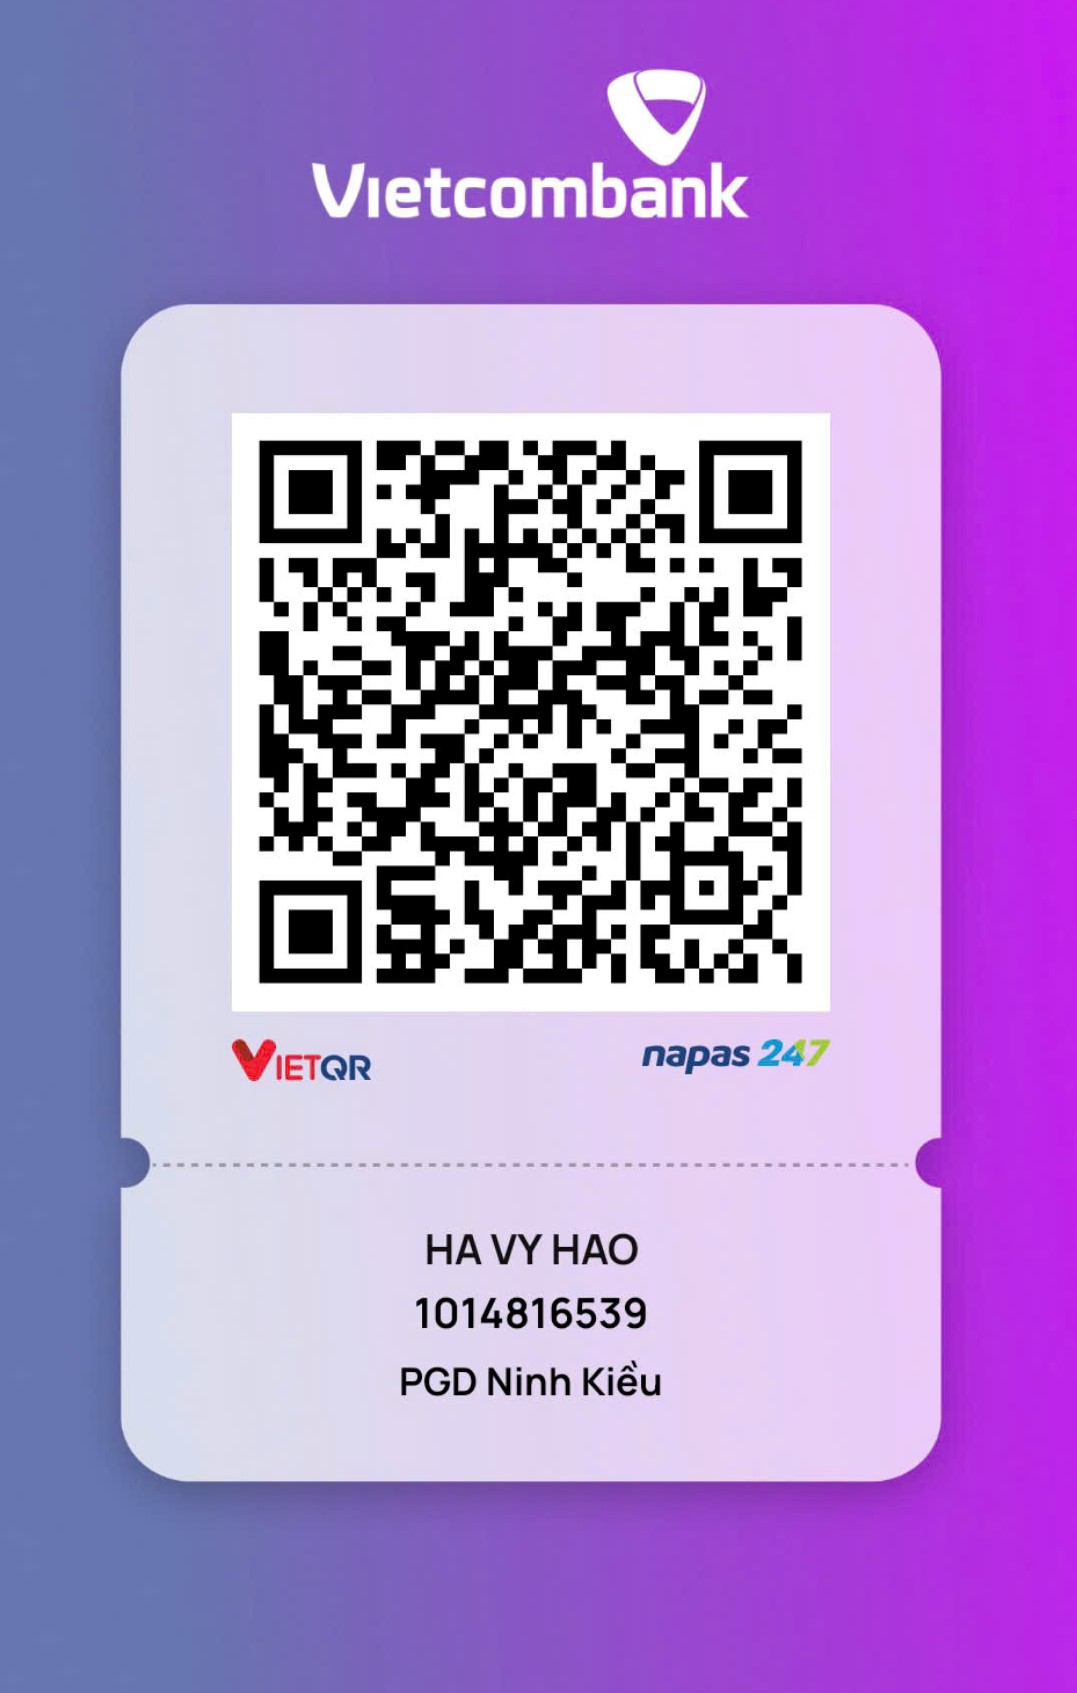 Vietcombank
VIETQR
napas 247
HA VY HAO
1014816539
PGD Ninh Kiều